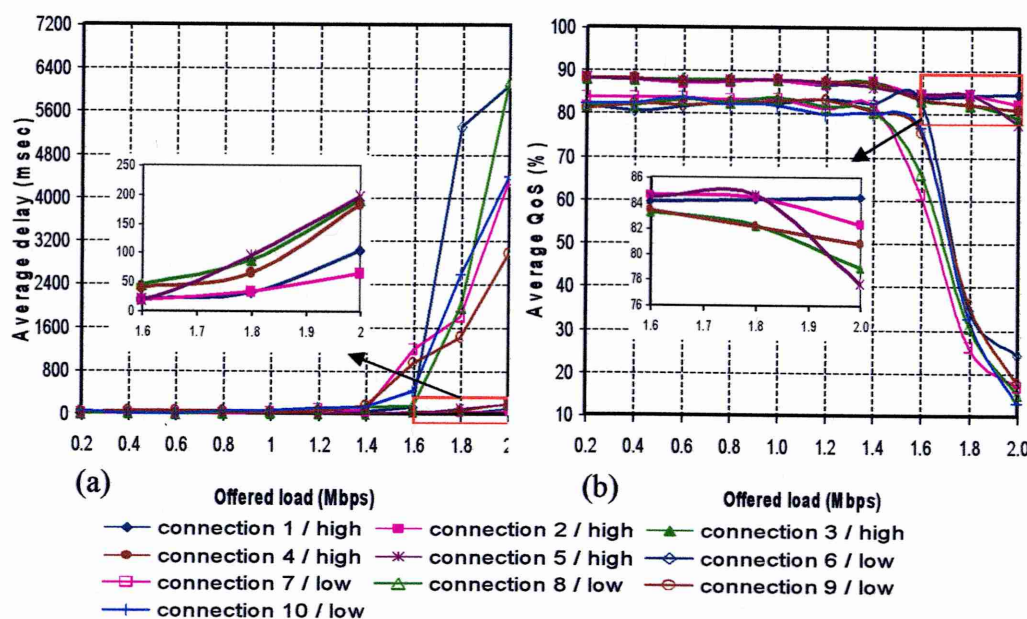 Average delay (msec)
7200
6400
5600
4800
4000
3200
2400
1600
800
0
0.2 0.4 0.6 0.8 1.0 1.2 1.4 1.6 1.8 2.0
250
200
150
100
50
0
1.6 1.7 1.8 1.9 2
(a)
Offered load (Mbps)
Average QoS (%)
100
90
80
70
60
50
40
30
20
10
0.2 0.4 0.6 0.8 1.0 1.2 1.4 1.6 1.8 2.0
86
84
82
80
78
76
1.6 1.7 1.8 1.9 2.0
(b)
Offered load (Mbps)
connection 1 / high
connection 2 / high
connection 3 / high
connection 4 / high
connection 5 / high
connection 6 / low
connection 7 / low
connection 8 / low
connection 9 / low
connection 10 / low